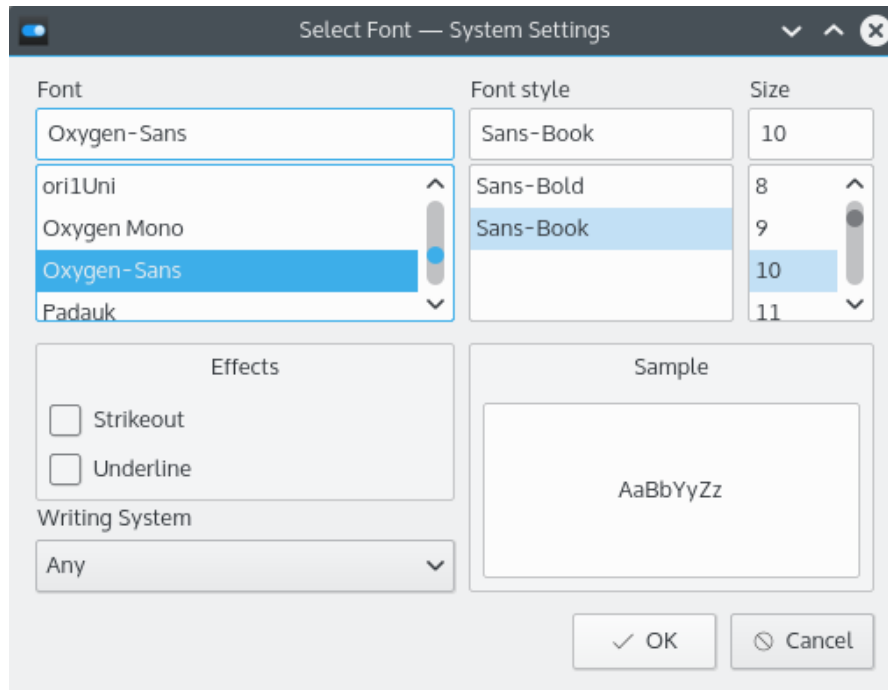 Select Font — System Settings
Font Font style Size
Oxygen-Sans Sans-Book 10
ori1Uni Sans-Bold 8
Oxygen Mono Sans-Book 9
Oxygen-Sans 10
Padauk 11
Effects Sample
Strikeout
Underline
AaBbYyZz
Writing System
Any
OK Cancel